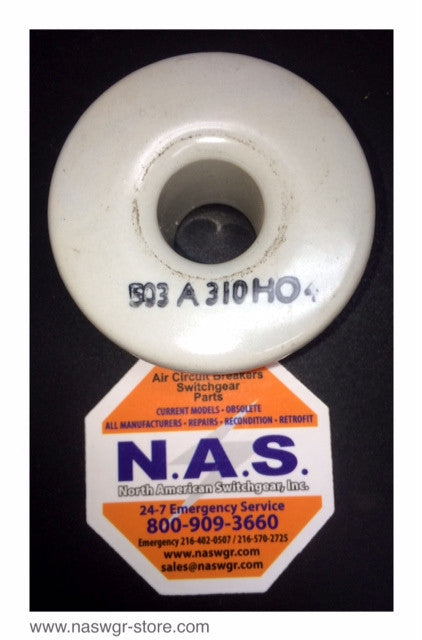 503 A 310HO4
Air Circuit Breakers
Switchgear
Parts
CURRENT MODELS - OBSOLETE
ALL MANUFACTURERS - REPAIRS - RECONDITION - RETROFIT
N.A.S.
North American Switchgear, Inc.
24-7 Emergency Service
800-909-3660
Emergency 216-402-0507 / 216-570-2725
www.naswgr.com
sales@naswgr.com
www.naswgr-store.com